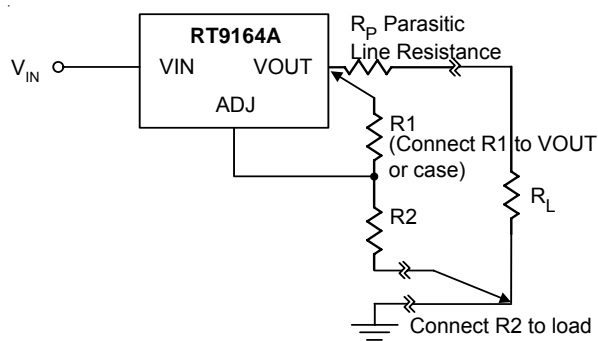 RT9164A
R_P Parasitic
Line Resistance
V_IN
VIN
VOUT
ADJ
R1
(Connect R1 to VOUT
or case)
R_L
R2
Connect R2 to load